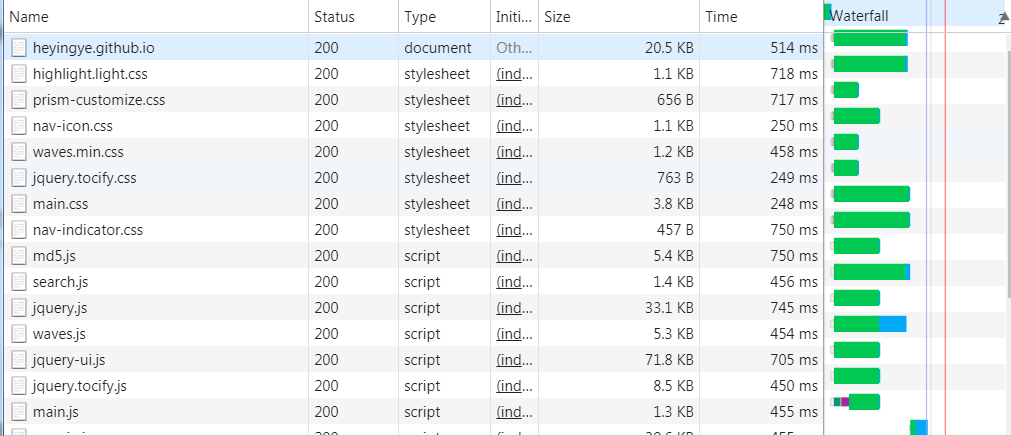 Name Status Type Initi... Size Time Waterfall 2
heyingye.github.io 200 document Oth... 20.5 KB 514 ms
highlight.light.css 200 stylesheet (ind... 1.1 KB 718 ms
prism-customize.css 200 stylesheet (ind... 656 B 717 ms
nav-icon.css 200 stylesheet (ind... 1.1 KB 250 ms
waves.min.css 200 stylesheet (ind... 1.2 KB 458 ms
jquery.tocify.css 200 stylesheet (ind... 763 B 249 ms
main.css 200 stylesheet (ind... 3.8 KB 248 ms
nav-indicator.css 200 stylesheet (ind... 457 B 750 ms
md5.js 200 script (ind... 5.4 KB 750 ms
search.js 200 script (ind... 1.4 KB 456 ms
jquery.js 200 script (ind... 33.1 KB 745 ms
waves.js 200 script (ind... 5.3 KB 454 ms
jquery-ui.js 200 script (ind... 71.8 KB 705 ms
jquery.tocify.js 200 script (ind... 8.5 KB 450 ms
main.js 200 script (ind... 1.3 KB 455 ms